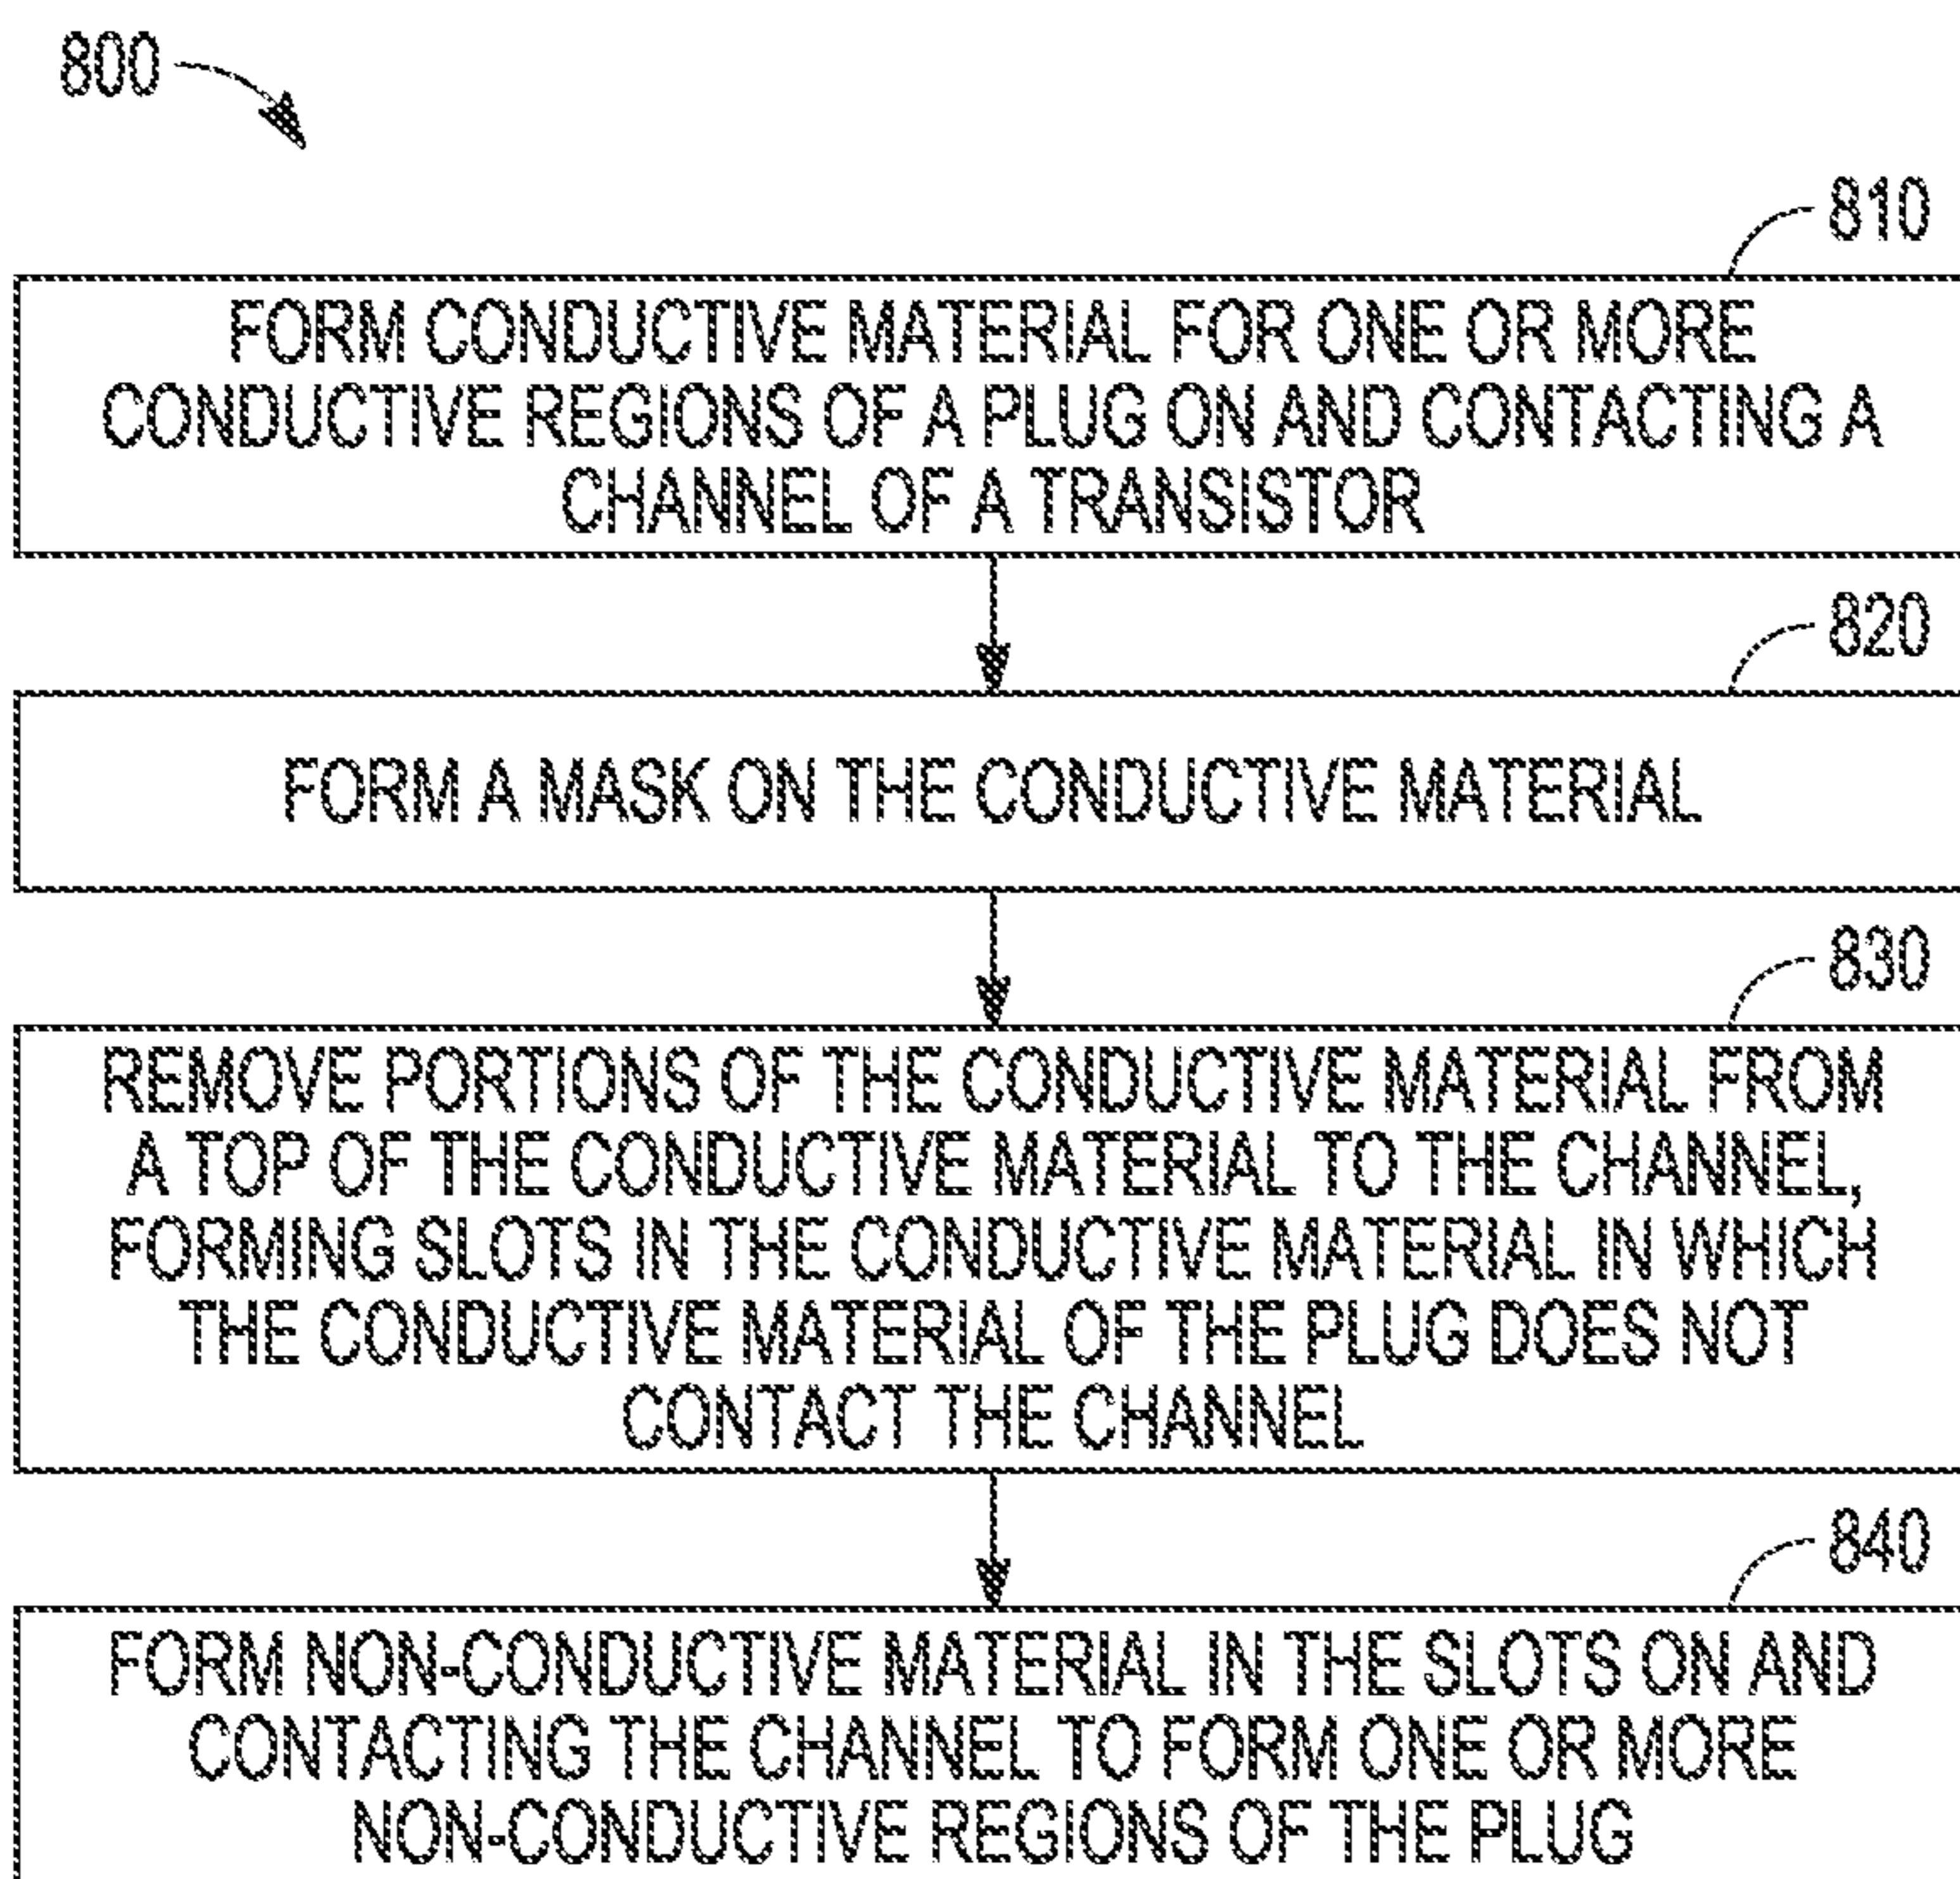 800
810
FORM CONDUCTIVE MATERIAL FOR ONE OR MORE
CONDUCTIVE REGIONS OF A PLUG ON AND CONTACTING A
CHANNEL OF A TRANSISTOR
820
FORM A MASK ON THE CONDUCTIVE MATERIAL
830
REMOVE PORTIONS OF THE CONDUCTIVE MATERIAL FROM
A TOP OF THE CONDUCTIVE MATERIAL TO THE CHANNEL,
FORMING SLOTS IN THE CONDUCTIVE MATERIAL IN WHICH
THE CONDUCTIVE MATERIAL OF THE PLUG DOES NOT
CONTACT THE CHANNEL
840
FORM NON-CONDUCTIVE MATERIAL IN THE SLOTS ON AND
CONTACTING THE CHANNEL TO FORM ONE OR MORE
NON-CONDUCTIVE REGIONS OF THE PLUG